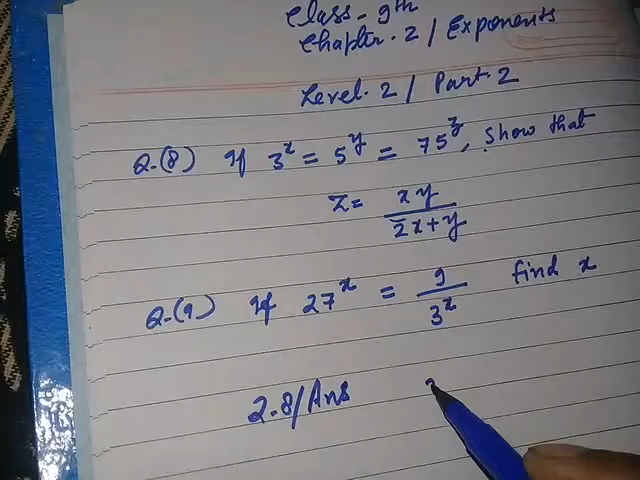 Class - 9th
Chapter. 2 / Exponents
Level. 2 / Part. 2
Q.(8) If 3^x = 5^y = 75^z, Show that
z = xy / 2x+y
Q.(9) If 27^x = 9 / 3^x find x
2.8/Ans